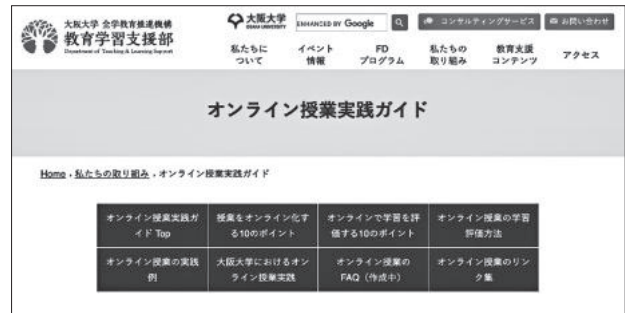 大阪大学 全学教育推進機構
教育学習支援部
Department of Teaching & Learning Support
大阪大学
OSAKA UNIVERSITY
ENHANCED BY Google
コンサルティングサービス
お問い合わせ
私たちに
ついて
イベント
情報
FD
プログラム
私たちの
取り組み
教育支援
コンテンツ
アクセス
オンライン授業実践ガイド
Home , 私たちの取り組み , オンライン授業実践ガイド
オンライン授業実践ガ
イド Top
授業をオンライン化す
る10のポイント
オンラインで学習を評
価する10のポイント
オンライン授業の学習
評価方法
オンライン授業の実践
例
大阪大学におけるオン
ライン授業実践
オンライン授業の
FAQ（作成中）
オンライン授業のリン
ク集